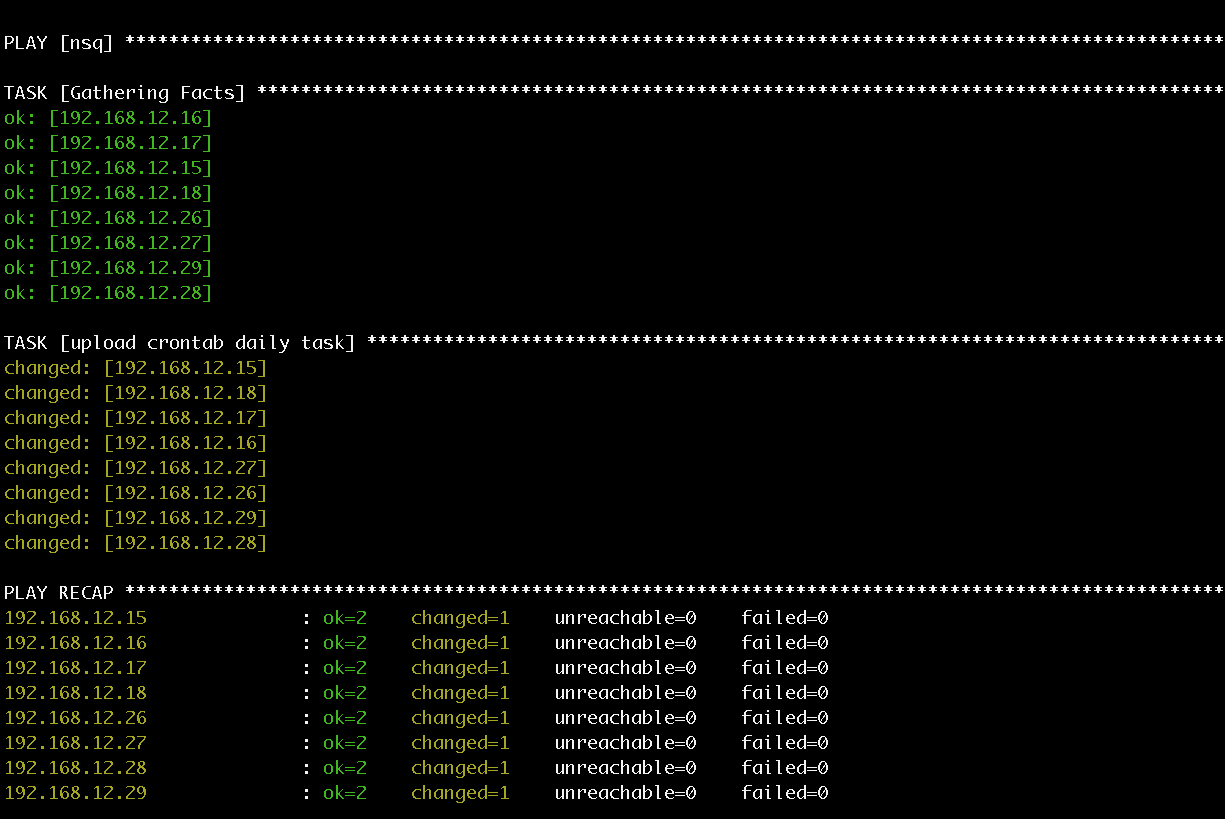 PLAY [nsq] ****************************************************************************************************
TASK [Gathering Facts] ****************************************************************************************
ok: [192.168.12.16]
ok: [192.168.12.17]
ok: [192.168.12.15]
ok: [192.168.12.18]
ok: [192.168.12.26]
ok: [192.168.12.27]
ok: [192.168.12.29]
ok: [192.168.12.28]
TASK [upload crontab daily task] ******************************************************************************
changed: [192.168.12.15]
changed: [192.168.12.18]
changed: [192.168.12.17]
changed: [192.168.12.16]
changed: [192.168.12.27]
changed: [192.168.12.26]
changed: [192.168.12.29]
changed: [192.168.12.28]
PLAY RECAP ****************************************************************************************************
192.168.12.15              : ok=2    changed=1    unreachable=0    failed=0
192.168.12.16              : ok=2    changed=1    unreachable=0    failed=0
192.168.12.17              : ok=2    changed=1    unreachable=0    failed=0
192.168.12.18              : ok=2    changed=1    unreachable=0    failed=0
192.168.12.26              : ok=2    changed=1    unreachable=0    failed=0
192.168.12.27              : ok=2    changed=1    unreachable=0    failed=0
192.168.12.28              : ok=2    changed=1    unreachable=0    failed=0
192.168.12.29              : ok=2    changed=1    unreachable=0    failed=0